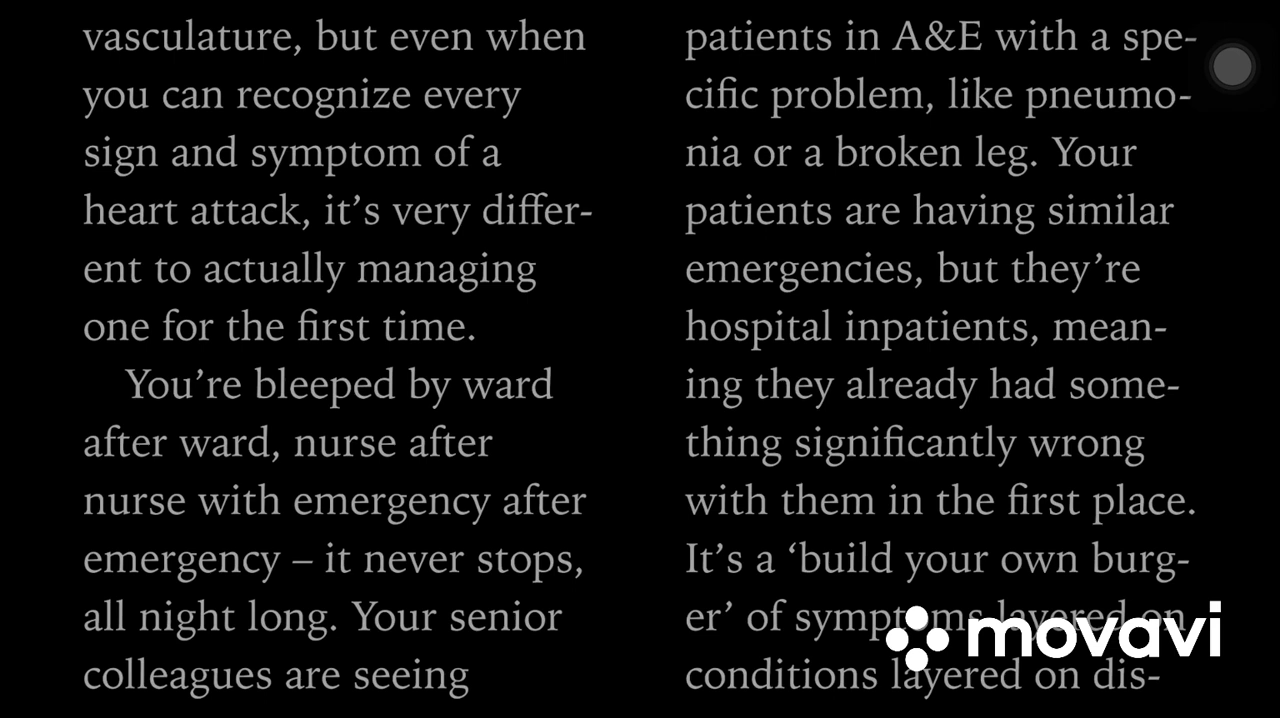 vasculature, but even when
you can recognize every
sign and symptom of a
heart attack, it’s very differ-
ent to actually managing
one for the first time.
You’re bleeped by ward
after ward, nurse after
nurse with emergency after
emergency – it never stops,
all night long. Your senior
colleagues are seeing
patients in A&E with a spe-
cific problem, like pneumo-
nia or a broken leg. Your
patients are having similar
emergencies, but they’re
hospital inpatients, mean-
ing they already had some-
thing significantly wrong
with them in the first place.
It’s a ‘build your own burg-
er’ of symptoms layered on
conditions layered on dis-
movavi